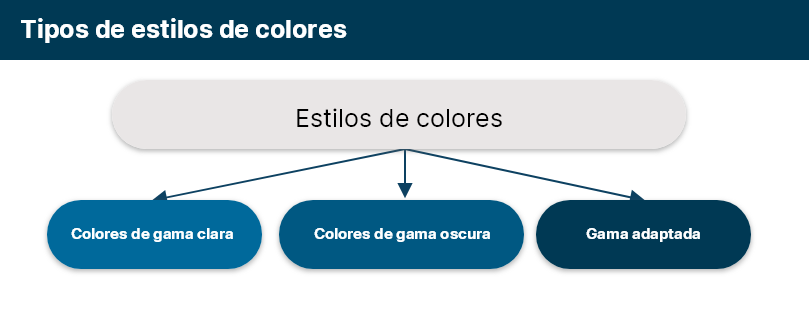 Tipos de estilos de colores
Estilos de colores
Colores de gama clara
Colores de gama oscura
Gama adaptada